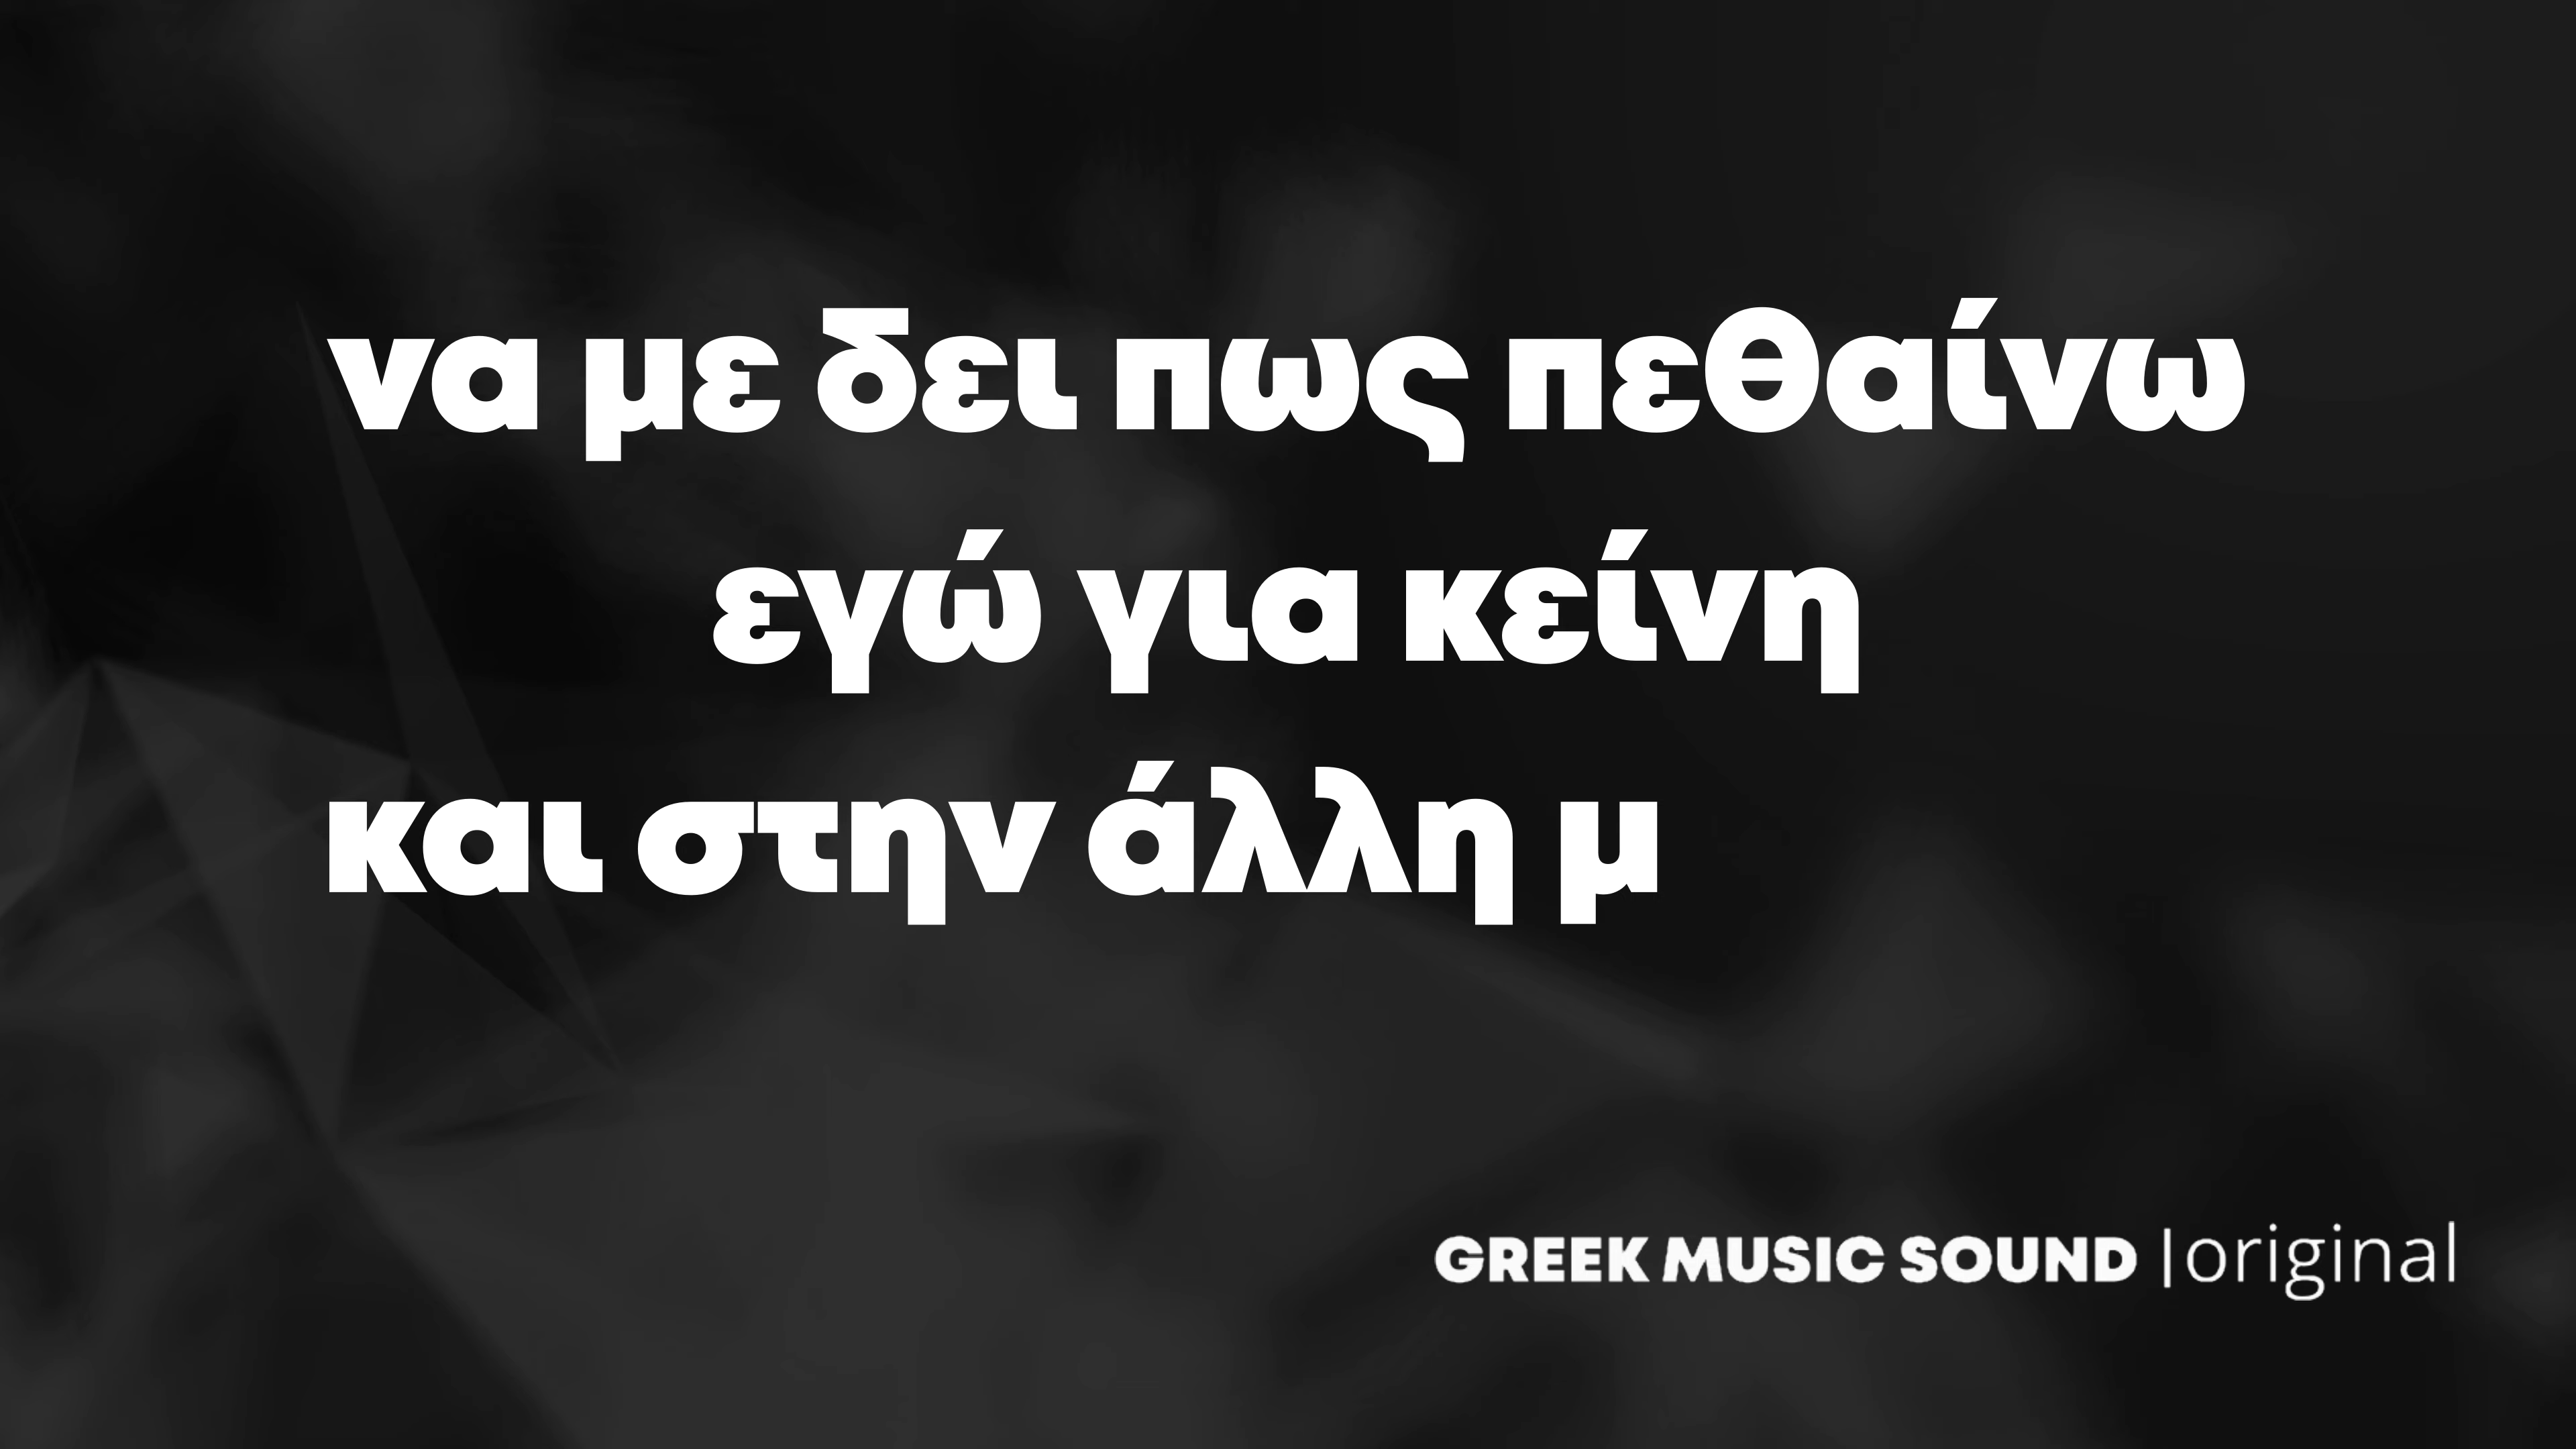 να με δει πως πεθαίνω
εγώ για κείνη
και στην άλλη μ
GREEK MUSIC SOUND |original